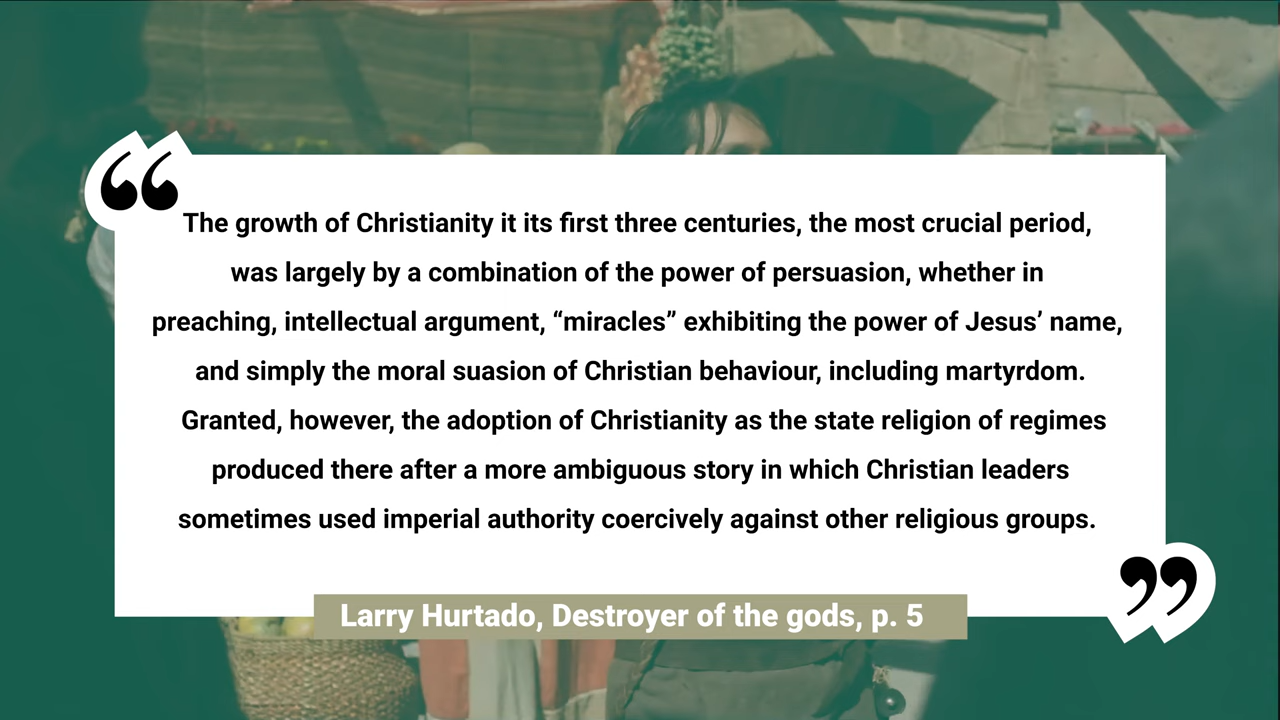 The growth of Christianity it its first three centuries, the most crucial period,
was largely by a combination of the power of persuasion, whether in
preaching, intellectual argument, “miracles” exhibiting the power of Jesus’ name,
and simply the moral suasion of Christian behaviour, including martyrdom.
Granted, however, the adoption of Christianity as the state religion of regimes
produced there after a more ambiguous story in which Christian leaders
sometimes used imperial authority coercively against other religious groups.
Larry Hurtado, Destroyer of the gods, p. 5